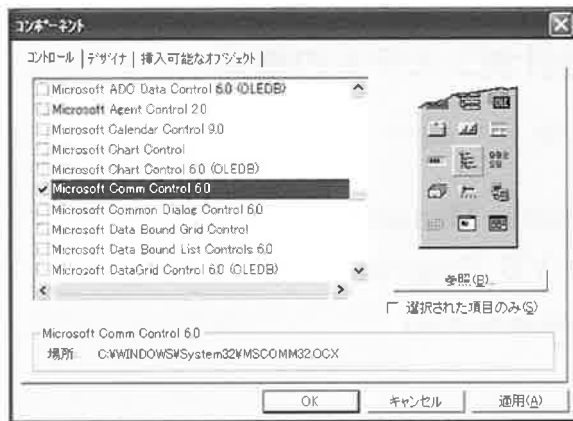 コンポーネント
コントロール | デザイナ | 挿入可能なオブジェクト |
Microsoft ADO Data Control 6.0 (OLEDB)
Microsoft Agent Control 2.0
Microsoft Calendar Control 9.0
Microsoft Chart Control
Microsoft Chart Control 6.0 (OLEDB)
Microsoft Comm Control 6.0
Microsoft Common Dialog Control 6.0
Microsoft Data Bound Grid Control
Microsoft Data Bound List Controls 6.0
Microsoft DataGrid Control 6.0 (OLEDB)
参照(B)...
選択された項目のみ(S)
Microsoft Comm Control 6.0
場所: C:¥WINDOWS¥System32¥MSCOMM32.OCX
OK キャンセル 適用(A)